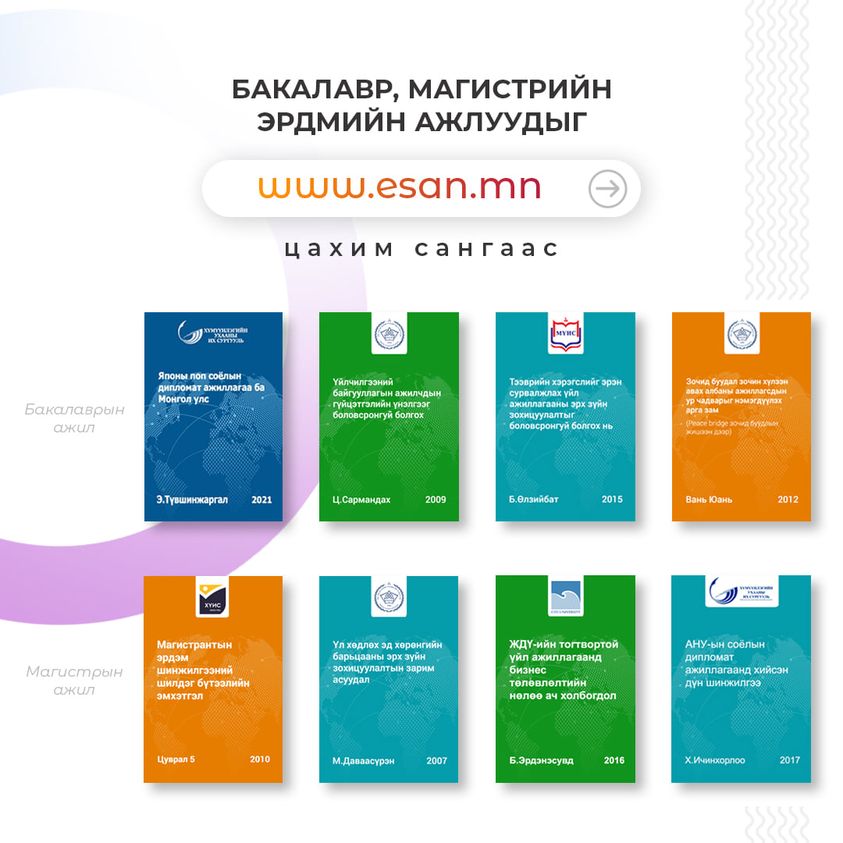 БАКАЛАВР, МАГИСТРИЙН
ЭРДМИЙН АЖЛУУДЫГ
www.esan.mn
цахим сангаас
Бакалаврын
ажил
ХҮМҮҮНЛЭГИЙН
УХААНЫ
ИХ СУРГУУЛЬ
Японы поп соёлын
дипломат ажиллагаа ба
Монгол улс
Э.Түвшинжаргал 2021
Үйлчилгээний
байгууллагын ажилчдын
гүйцэтгэлийн үнэлгээг
боловсронгуй болгох
Ц.Сармандах 2009
МУИС
Тээврийн хэрэгслийг эрэн
сурвалжлах үйл
ажиллагааны эрх зүйн
зохицуулалтыг
боловсронгуй болгох нь
Б.Өлзийбат 2015
Зочид буудал зочин хүлээн
авах албаны ажиллагсдын
ур чадварыг нэмэгдүүлэх
арга зам
(Peace bridge зочид буудлын
жишээн дээр)
Вань Юань 2012
Магистрын
ажил
ХҮИС
Магистрантын
эрдэм
шинжилгээний
шилдэг бүтээлийн
эмхэтгэл
Цуврал 5 2010
Үл хөдлөх эд хөрөнгийн
барьцааны эрх зүйн
зохицуулалтын зарим
асуудал
М.Даваасүрэн 2007
ЖДҮ-ийн тогтвортой
үйл ажиллагаанд
бизнес
төлөвлөлтийн
нөлөө ач холбогдол
Б.Эрдэнэсувд 2016
ХҮМҮҮНЛЭГИЙН
УХААНЫ
ИХ СУРГУУЛЬ
АНУ-ын соёлын
дипломат
ажиллагаанд хийсэн
дүн шинжилгээ
Х.Ичинхорлоо 2017